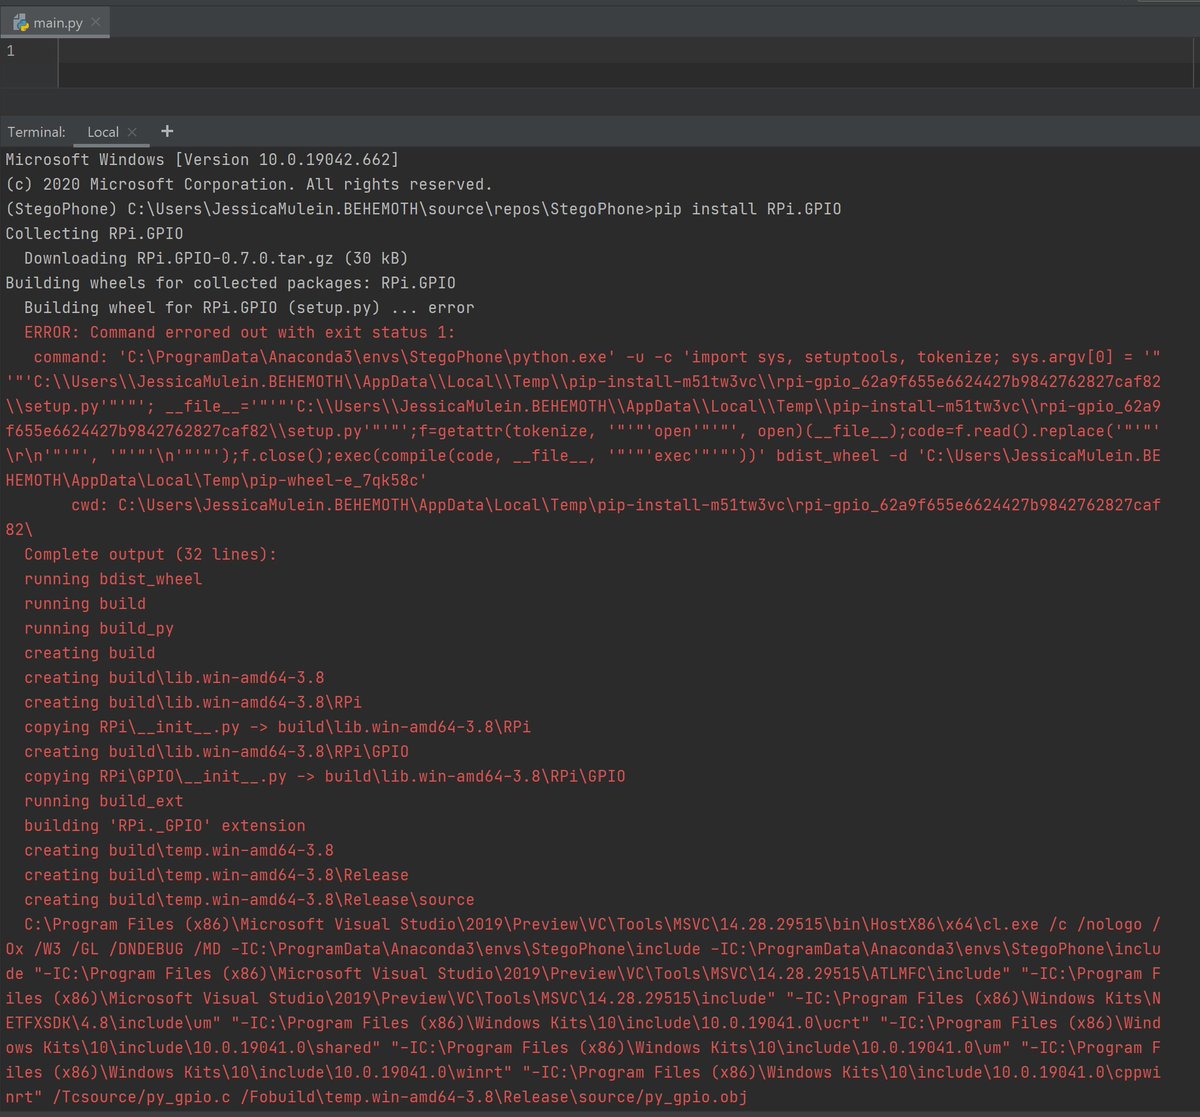 main.py
1
Terminal: Local +
Microsoft Windows [Version 10.0.19042.662]
(c) 2020 Microsoft Corporation. All rights reserved.
(StegoPhone) C:\Users\JessicaMulein.BEHEMOTH\source\repos\StegoPhone>pip install RPi.GPIO
Collecting RPi.GPIO
  Downloading RPi.GPIO-0.7.0.tar.gz (30 kB)
Building wheels for collected packages: RPi.GPIO
  Building wheel for RPi.GPIO (setup.py) ... error
  ERROR: Command errored out with exit status 1:
   command: 'C:\ProgramData\Anaconda3\envs\StegoPhone\python.exe' -u -c 'import sys, setuptools, tokenize; sys.argv[0] = '"
'"'C:\\Users\\JessicaMulein.BEHEMOTH\\AppData\\Local\\Temp\\pip-install-m51tw3vc\\rpi-gpio_62a9f655e6624427b9842762827caf82
\\setup.py'"'"'; __file__='"'"'C:\\Users\\JessicaMulein.BEHEMOTH\\AppData\\Local\\Temp\\pip-install-m51tw3vc\\rpi-gpio_62a9
f655e6624427b9842762827caf82\\setup.py'"'"';f=getattr(tokenize, '"'"'open'"'"', open)(__file__);code=f.read().replace('"'"'
\r\n'"'"', '"'"'\n'"'"');f.close();exec(compile(code, __file__, '"'"'exec'"'"'))' bdist_wheel -d 'C:\Users\JessicaMulein.BE
HEMOTH\AppData\Local\Temp\pip-wheel-e_7qk58c'
       cwd: C:\Users\JessicaMulein.BEHEMOTH\AppData\Local\Temp\pip-install-m51tw3vc\rpi-gpio_62a9f655e6624427b9842762827caf
82\
  Complete output (32 lines):
  running bdist_wheel
  running build
  running build_py
  creating build
  creating build\lib.win-amd64-3.8
  creating build\lib.win-amd64-3.8\RPi
  copying RPi\__init__.py -> build\lib.win-amd64-3.8\RPi
  creating build\lib.win-amd64-3.8\RPi\GPIO
  copying RPi\GPIO\__init__.py -> build\lib.win-amd64-3.8\RPi\GPIO
  running build_ext
  building 'RPi._GPIO' extension
  creating build\temp.win-amd64-3.8
  creating build\temp.win-amd64-3.8\Release
  creating build\temp.win-amd64-3.8\Release\source
  C:\Program Files (x86)\Microsoft Visual Studio\2019\Preview\VC\Tools\MSVC\14.28.29515\bin\HostX86\x64\cl.exe /c /nologo /
Ox /W3 /GL /DNDEBUG /MD -IC:\ProgramData\Anaconda3\envs\StegoPhone\include -IC:\ProgramData\Anaconda3\envs\StegoPhone\inclu
de "-IC:\Program Files (x86)\Microsoft Visual Studio\2019\Preview\VC\Tools\MSVC\14.28.29515\ATLMFC\include" "-IC:\Program F
iles (x86)\Microsoft Visual Studio\2019\Preview\VC\Tools\MSVC\14.28.29515\include" "-IC:\Program Files (x86)\Windows Kits\N
ETFXSDK\4.8\include\um" "-IC:\Program Files (x86)\Windows Kits\10\include\10.0.19041.0\ucrt" "-IC:\Program Files (x86)\Wind
ows Kits\10\include\10.0.19041.0\shared" "-IC:\Program Files (x86)\Windows Kits\10\include\10.0.19041.0\um" "-IC:\Program F
iles (x86)\Windows Kits\10\include\10.0.19041.0\winrt" "-IC:\Program Files (x86)\Windows Kits\10\include\10.0.19041.0\cppwi
nrt" /Tcsource/py_gpio.c /Fobuild\temp.win-amd64-3.8\Release\source/py_gpio.obj